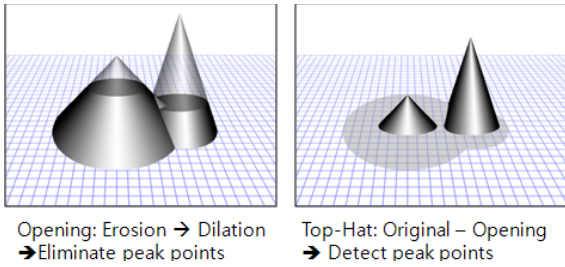 Opening: Erosion → Dilation
➔Eliminate peak points
Top-Hat: Original – Opening
➔ Detect peak points